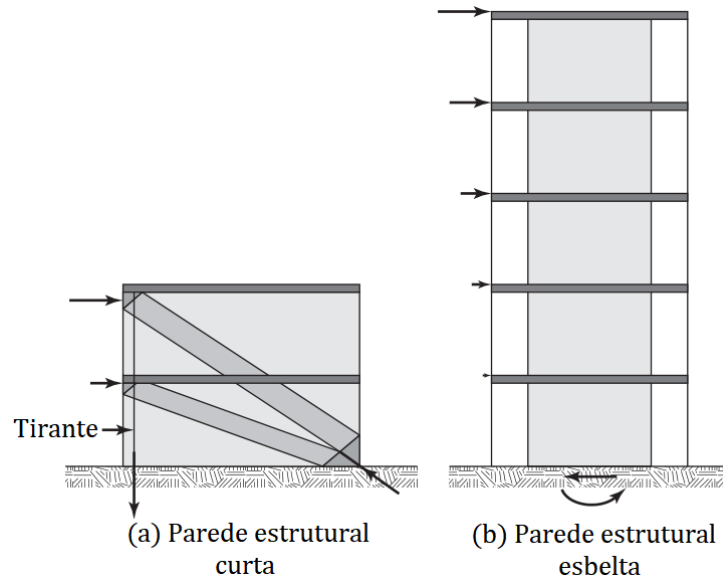 Tirante
(a) Parede estrutural
curta
(b) Parede estrutural
esbelta